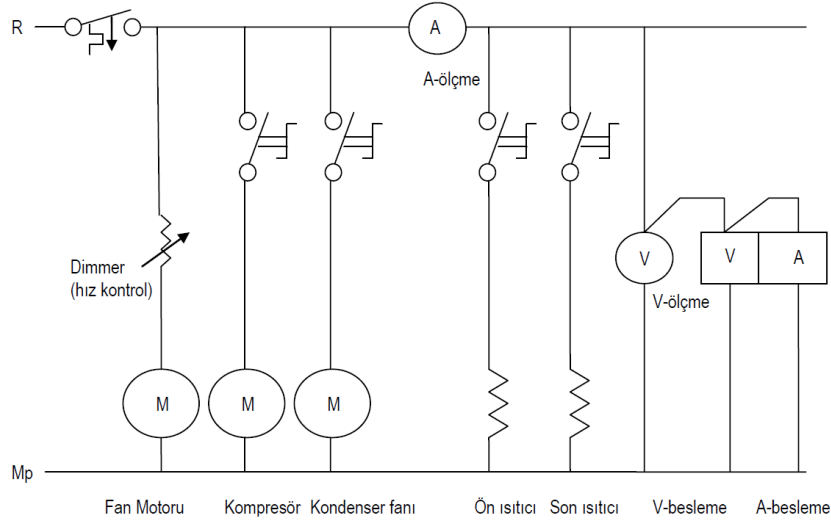 R
A
A-ölçme
Dimmer
(hız kontrol)
V
V
A
V-ölçme
M
M
M
Mp
Fan Motoru Kompresör Kondenser fanı Ön ısıtıcı Son ısıtıcı V-besleme A-besleme